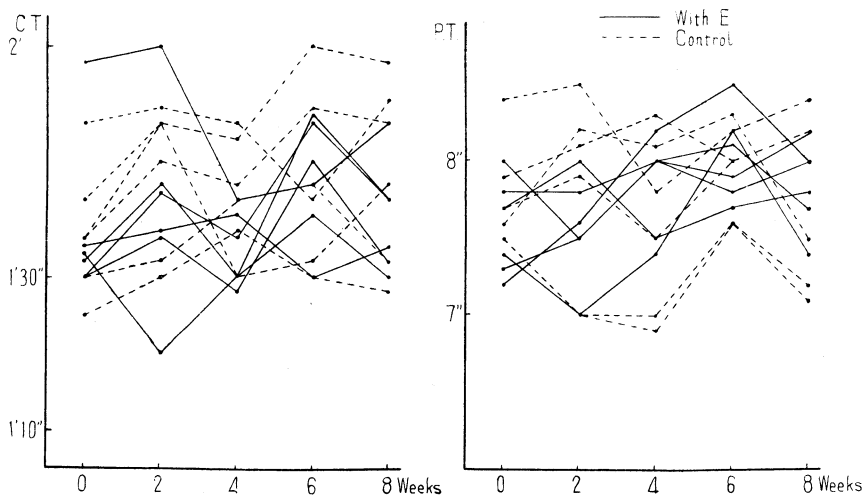 CT
2'
1'30"
1'10"
0 2 4 6 8 Weeks
With E
Control
P.T.
8"
7"
0 2 4 6 8 Weeks